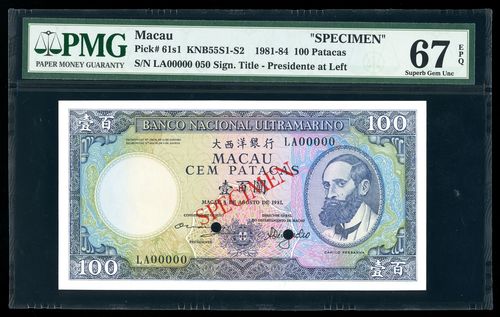 PMG
PAPER MONEY GUARANTY
Macau "SPECIMEN"
Pick# 61s1 KNB55S1-S2 1981-84 100 Patacas
S/N LA00000 050 Sign. Title - Presidente at Left
67 EPQ
Superb Gem Unc
壹百 BANCO NACIONAL ULTRAMARINO 100
大西洋銀行 LA00000
MACAU
CEM PATACAS
壹百圓
SPECIMEN
MACAU, 8 DE AGOSTO DE 1981.
PRESIDENTE
CAMILO PESSANHA
LA00000
100 壹百